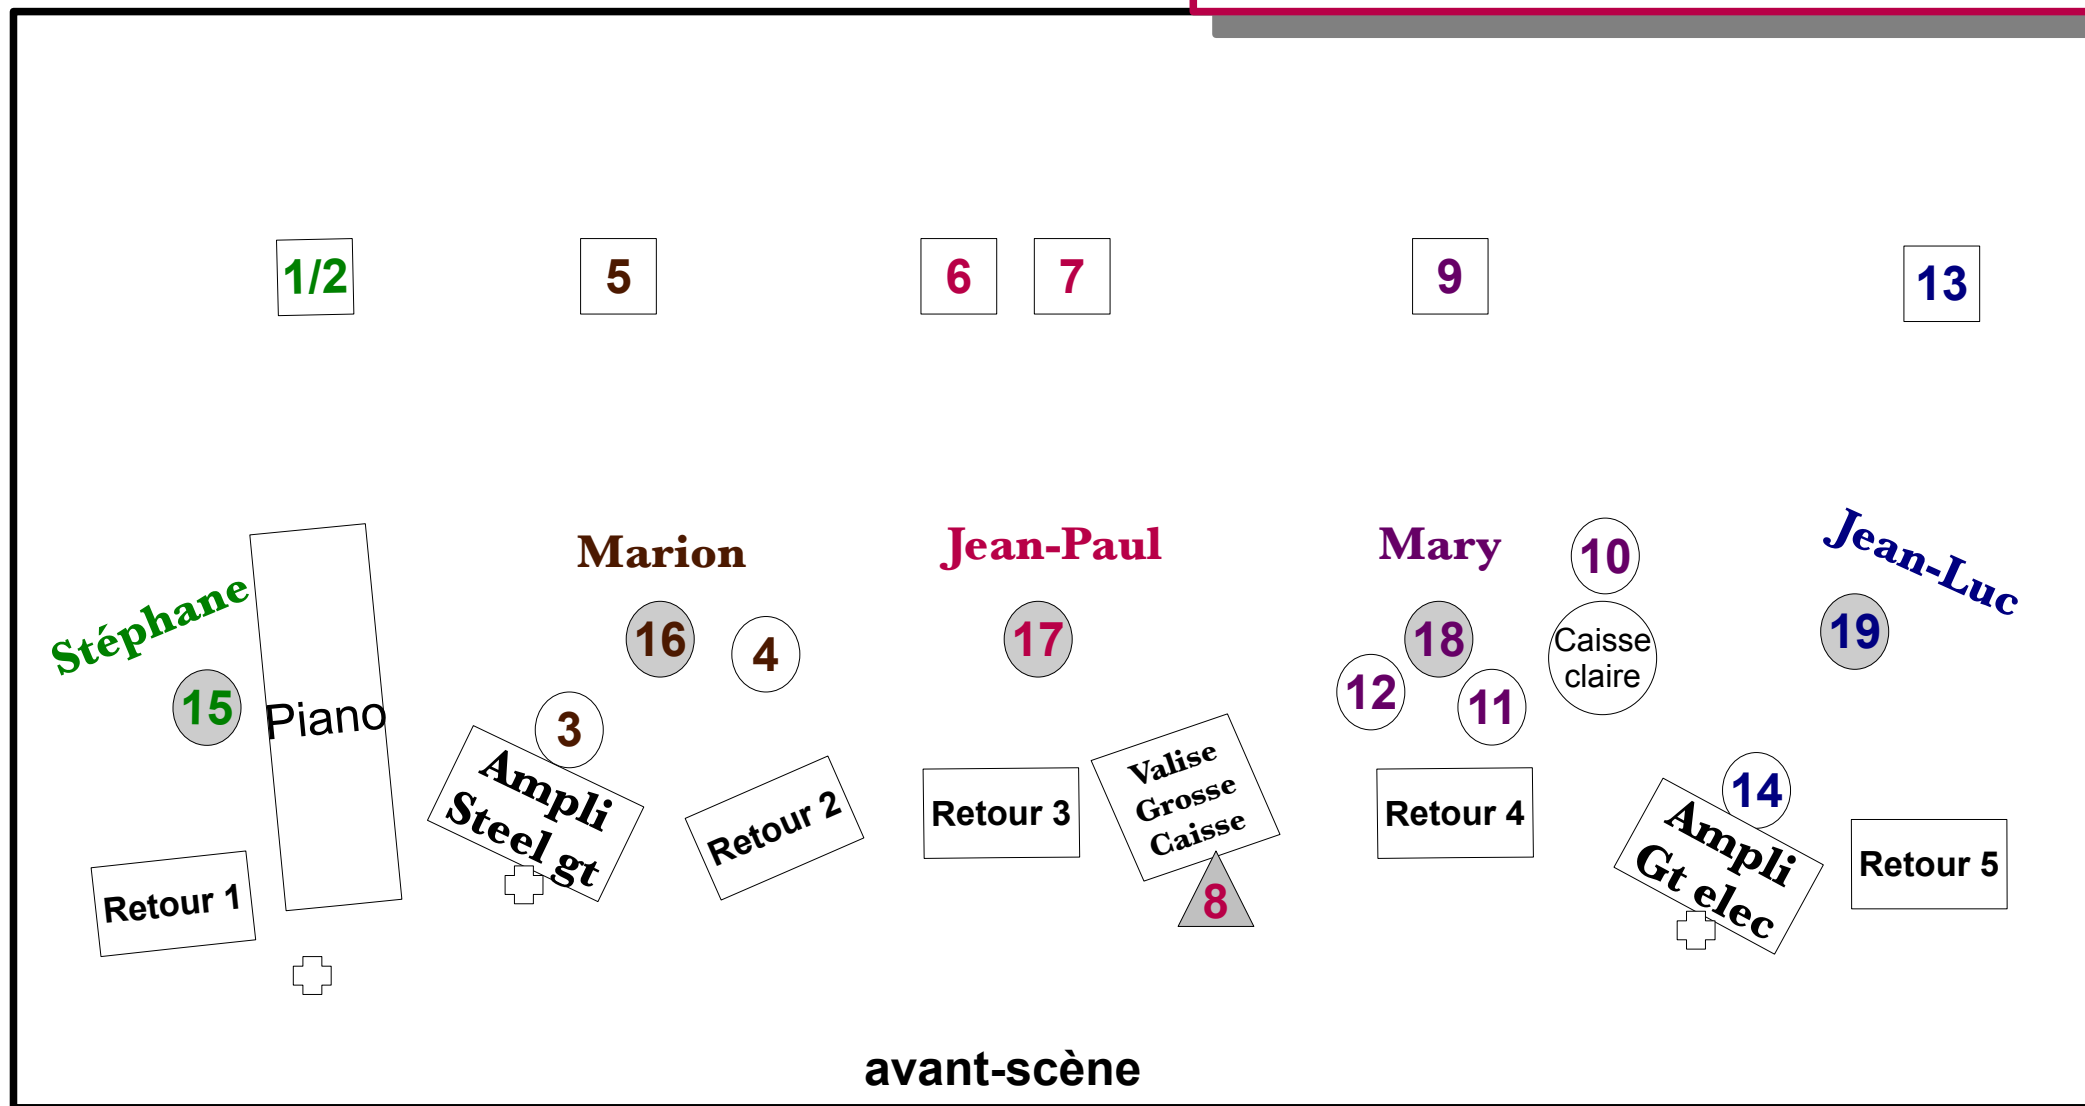 1/2
5
6
7
9
13
Stéphane
Marion
Jean-Paul
Mary
10
Jean-Luc
15
Piano
16
4
17
18
Caisse
claire
19
12
11
3
Ampli
Steel gt
Retour 1
Retour 2
Retour 3
Valise
Grosse
Caisse
8
Retour 4
14
Ampli
Gt elec
Retour 5
avant-scène